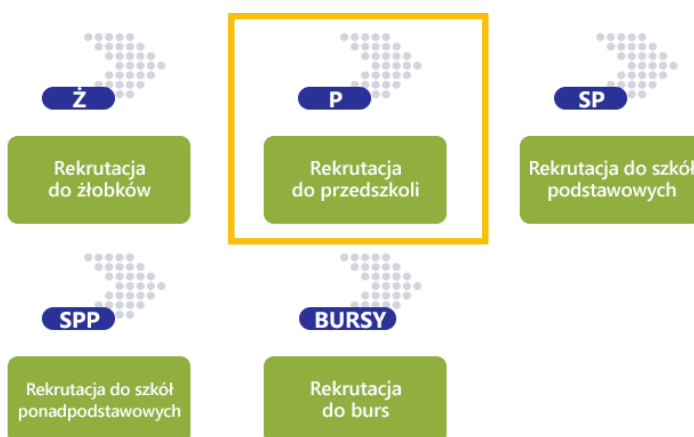 Ż
Rekrutacja
do żłobków
P
Rekrutacja
do przedszkoli
SP
Rekrutacja do szkół
podstawowych
SPP
Rekrutacja do szkół
ponadpodstawowych
BURSY
Rekrutacja
do burs